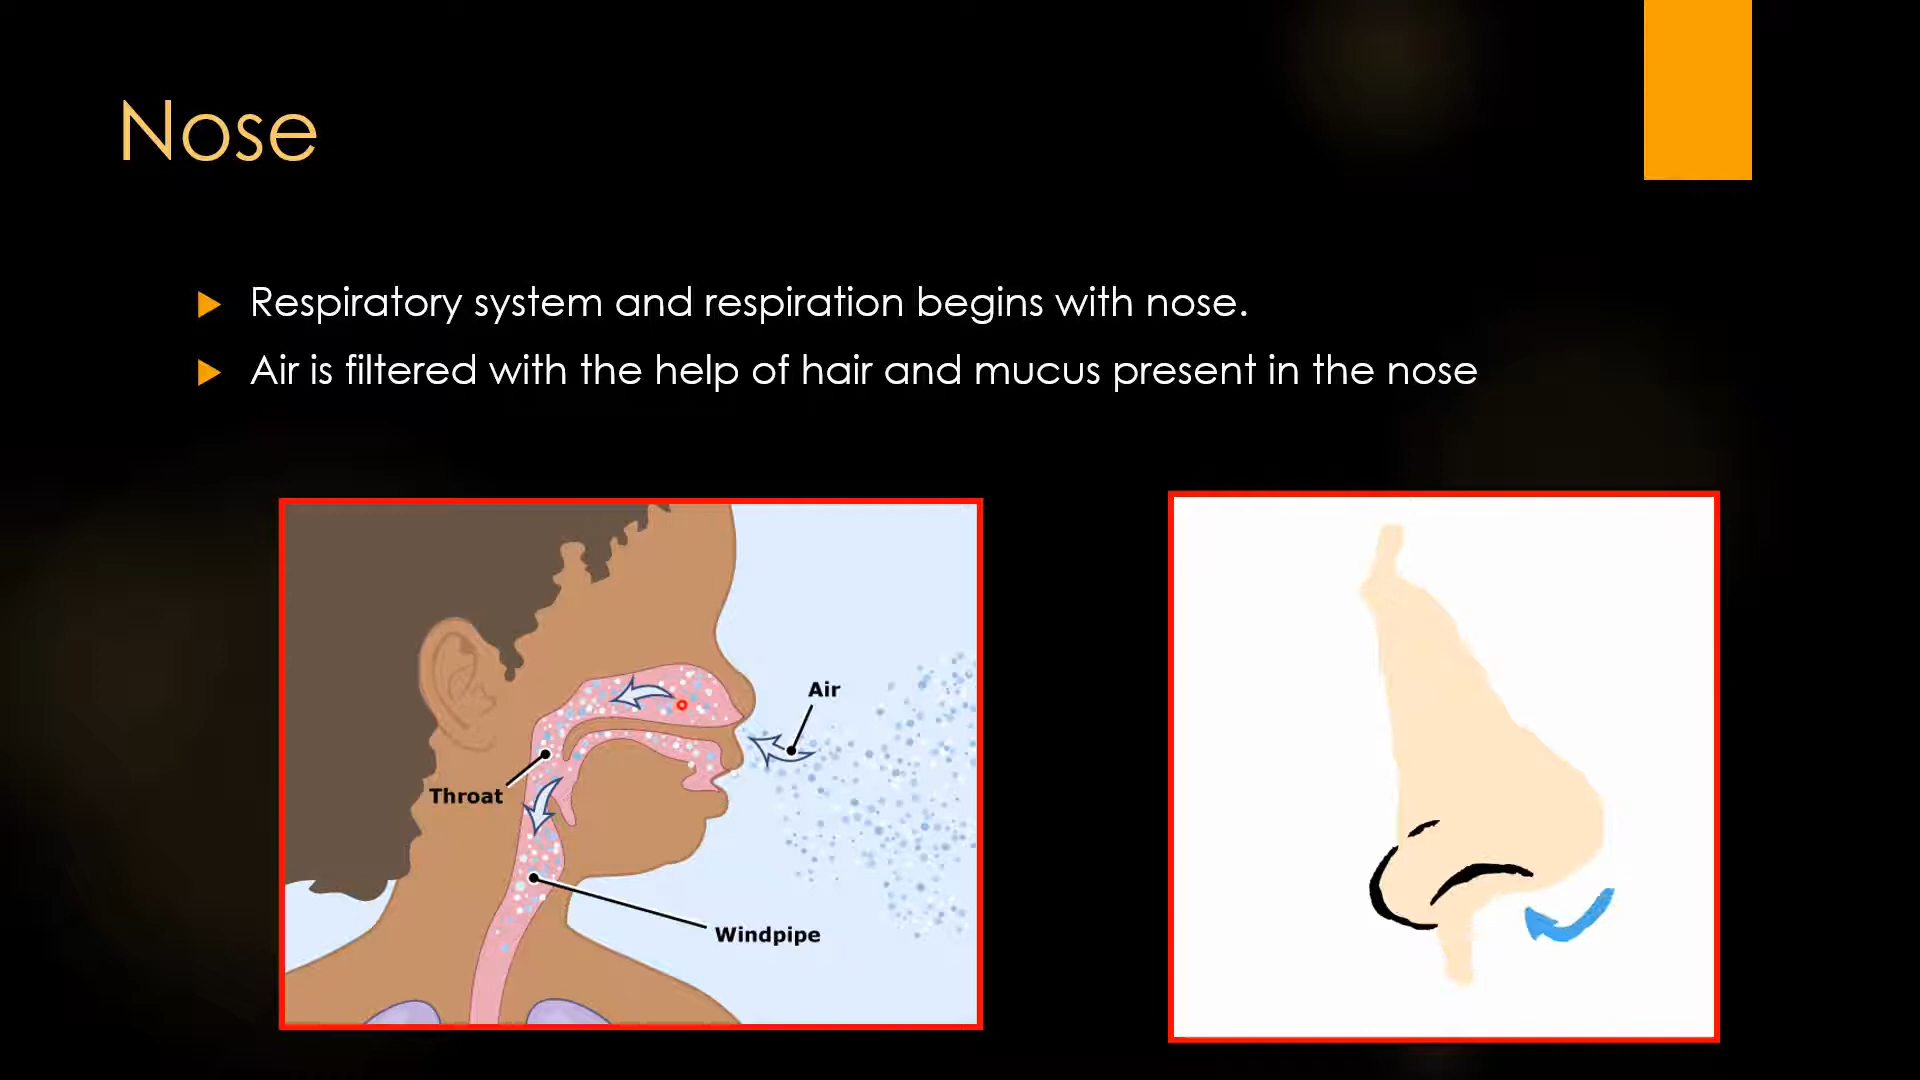 Nose
Respiratory system and respiration begins with nose.
Air is filtered with the help of hair and mucus present in the nose
Air
Throat
Windpipe